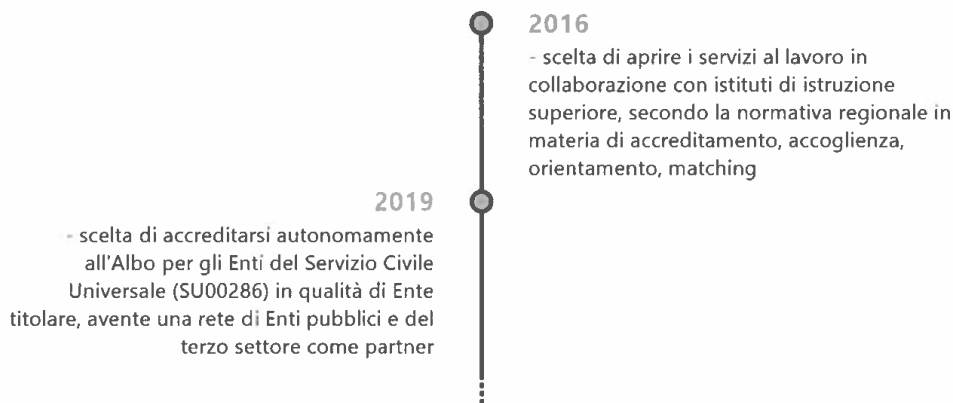 2016
- scelta di aprire i servizi al lavoro in
collaborazione con istituti di istruzione
superiore, secondo la normativa regionale in
materia di accreditamento, accoglienza,
orientamento, matching
2019
- scelta di accreditarsi autonomamente
all'Albo per gli Enti del Servizio Civile
Universale (SU00286) in qualità di Ente
titolare, avente una rete di Enti pubblici e del
terzo settore come partner